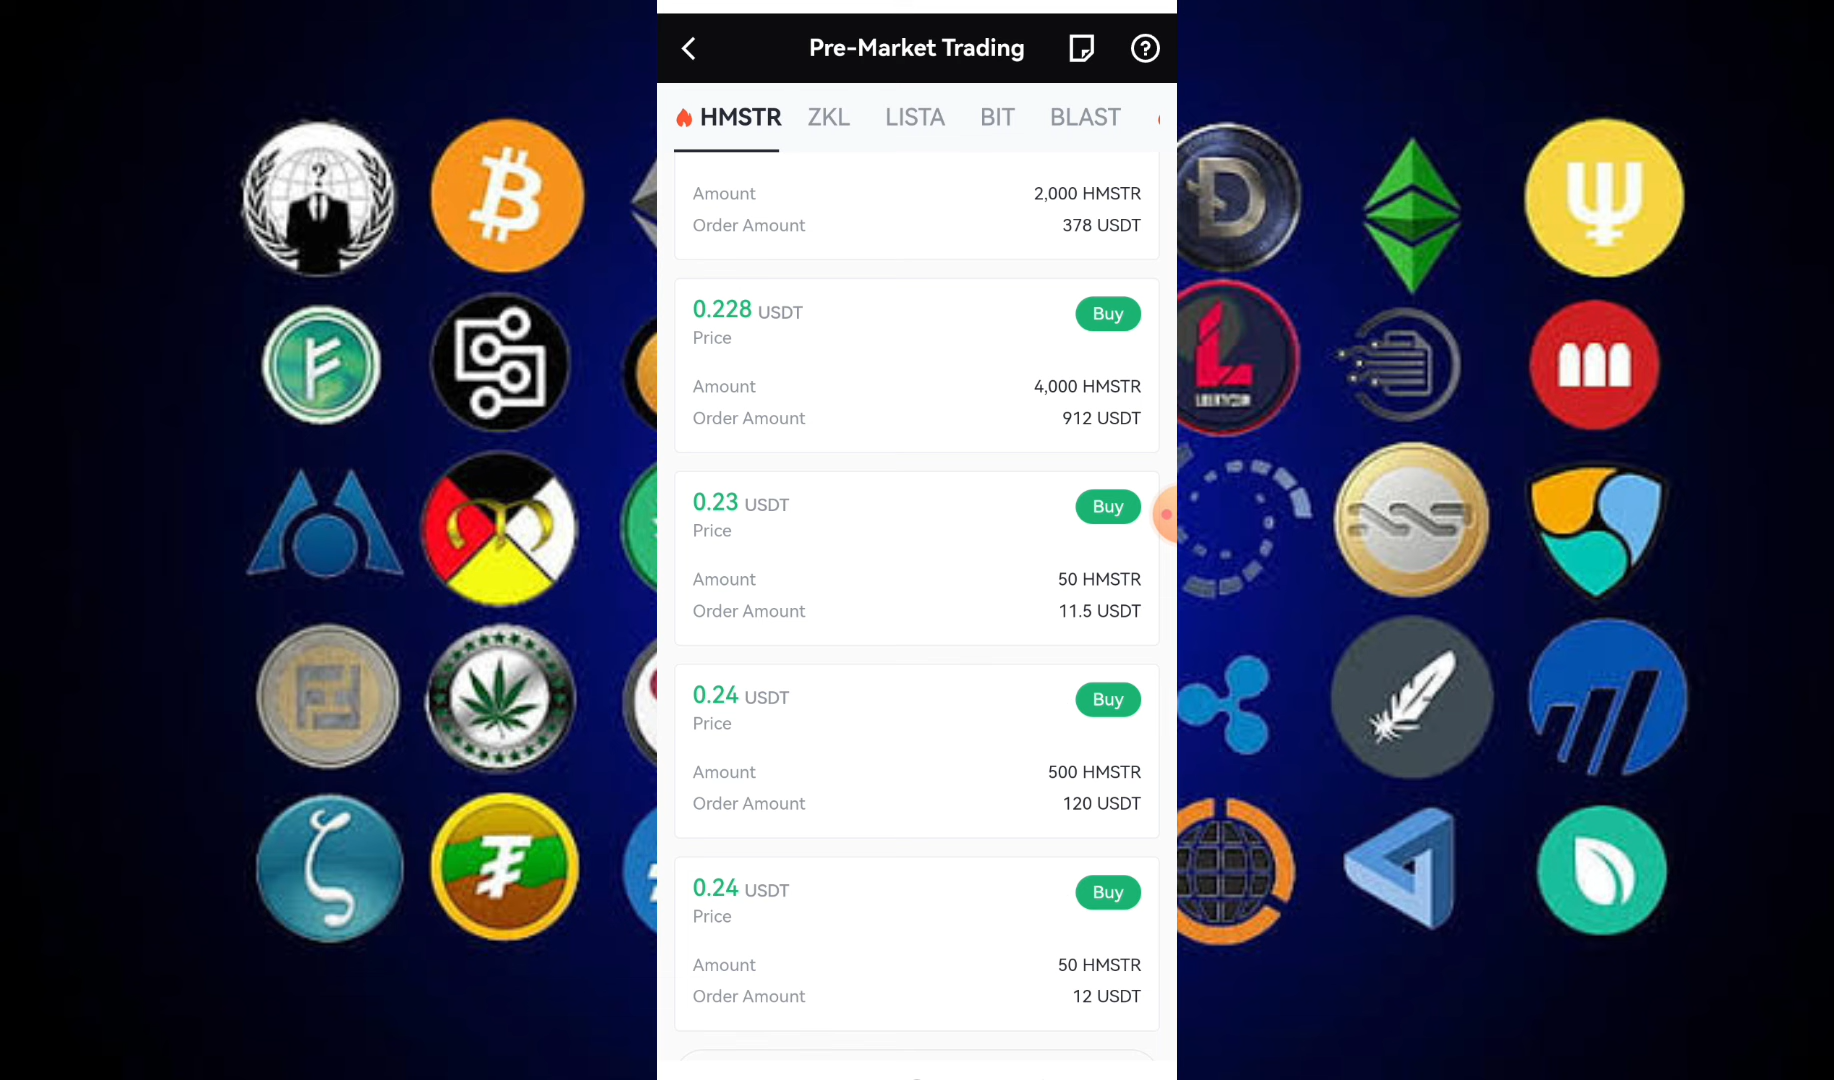 Pre-Market Trading
HMSTR ZKL LISTA BIT BLAST
Amount 2,000 HMSTR
Order Amount 378 USDT
0.228 USDT Buy
Price
Amount 4,000 HMSTR
Order Amount 912 USDT
0.23 USDT Buy
Price
Amount 50 HMSTR
Order Amount 11.5 USDT
0.24 USDT Buy
Price
Amount 500 HMSTR
Order Amount 120 USDT
0.24 USDT Buy
Price
Amount 50 HMSTR
Order Amount 12 USDT